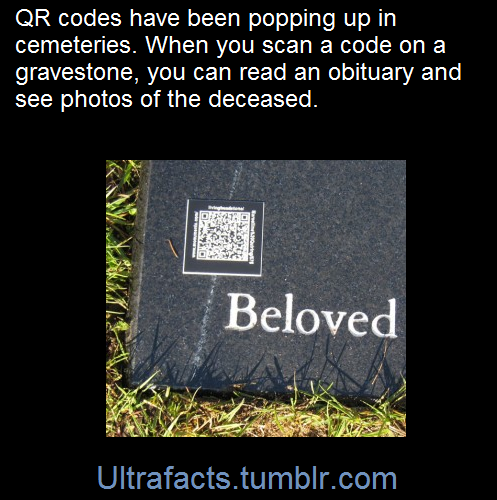 QR codes have been popping up in
cemeteries. When you scan a code on a
gravestone, you can read an obituary and
see photos of the deceased.
Beloved
Ultrafacts.tumblr.com